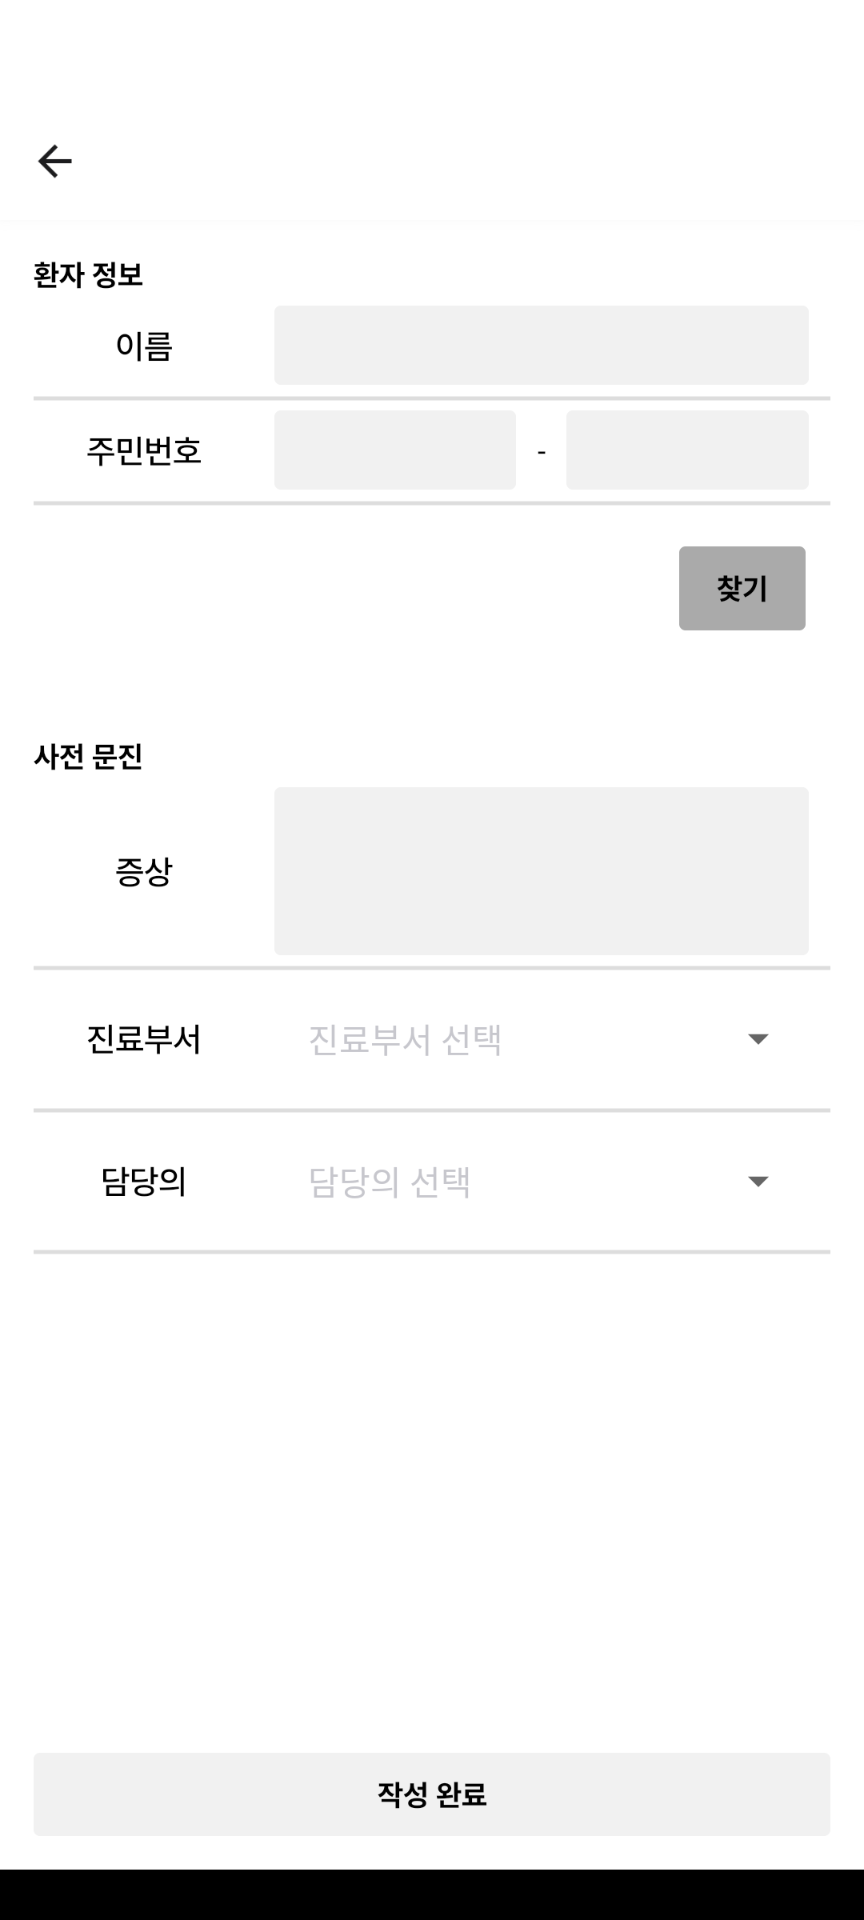 환자 정보
이름
주민번호 -
찾기
사전 문진
증상
진료부서 진료부서 선택
담당의 담당의 선택
작성 완료